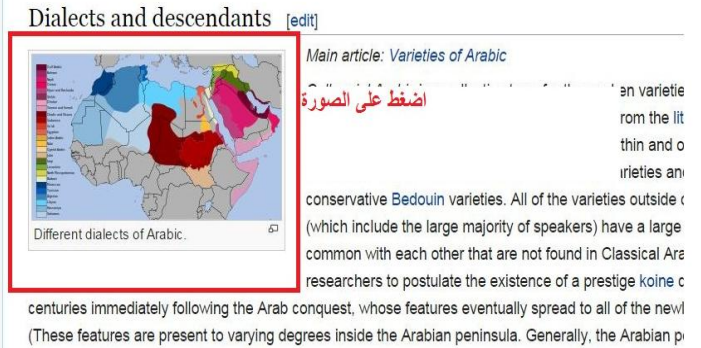 Dialects and descendants [edit]
Main article: Varieties of Arabic
en varietie
اضغط على الصورة
rom the lit
thin and o
rieties and
conservative Bedouin varieties. All of the varieties outside
(which include the large majority of speakers) have a large
Different dialects of Arabic.
common with each other that are not found in Classical Ara
researchers to postulate the existence of a prestige koine
centuries immediately following the Arab conquest, whose features eventually spread to all of the newl
(These features are present to varying degrees inside the Arabian peninsula. Generally, the Arabian p